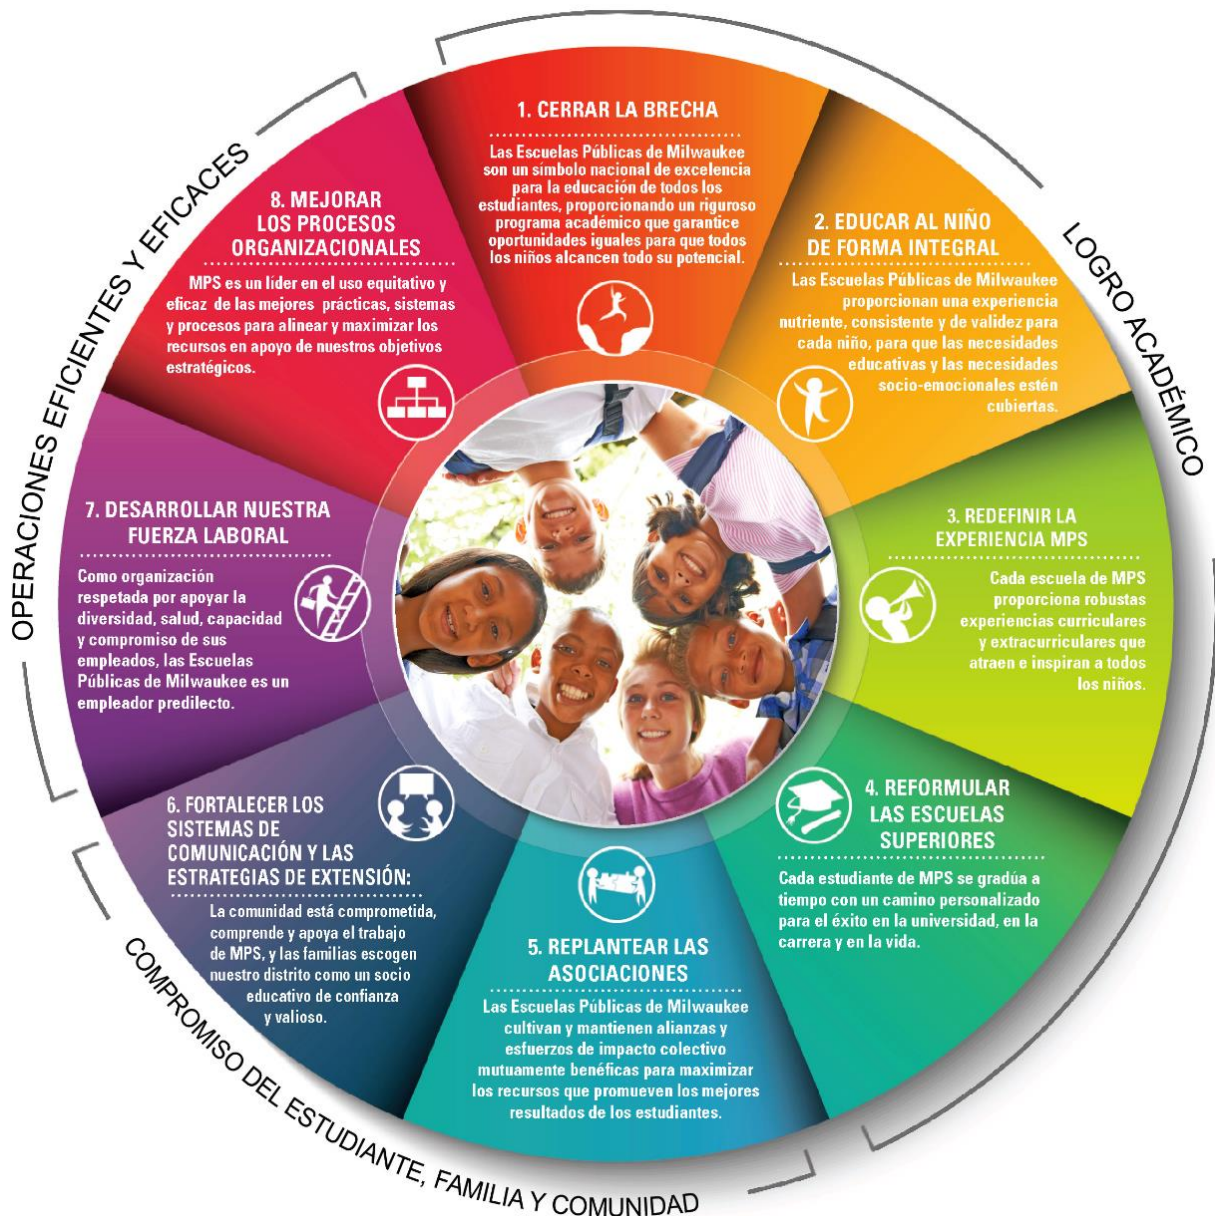 1. CERRAR LA BRECHA
Las Escuelas Públicas de Milwaukee
son un símbolo nacional de excelencia
para la educación de todos los
estudiantes, proporcionando un riguroso
programa académico que garantice
oportunidades iguales para que todos
los niños alcancen todo su potencial.
2. EDUCAR AL NIÑO
DE FORMA INTEGRAL
Las Escuelas Públicas de Milwaukee
proporcionan una experiencia
nutriente, consistente y de validez para
cada niño, para que las necesidades
educativas y las necesidades
socio-emocionales estén
cubiertas.
3. REDEFINIR LA
EXPERIENCIA MPS
Cada escuela de MPS
proporciona robustas
experiencias curriculares
y extracurriculares que
atraen e inspiran a todos
los niños.
4. REFORMULAR
LAS ESCUELAS
SUPERIORES
Cada estudiante de MPS se gradúa a
tiempo con un camino personalizado
para el éxito en la universidad, en la
carrera y en la vida.
5. REPLANTEAR LAS
ASOCIACIONES
Las Escuelas Públicas de Milwaukee
cultivan y mantienen alianzas y
esfuerzos de impacto colectivo
mutuamente benéficas para maximizar
los recursos que promueven los mejores
resultados de los estudiantes.
6. FORTALECER LOS
SISTEMAS DE
COMUNICACIÓN Y LAS
ESTRATEGIAS DE EXTENSIÓN:
La comunidad está comprometida,
comprende y apoya el trabajo
de MPS, y las familias escogen
nuestro distrito como un socio
educativo de confianza
y valioso.
7. DESARROLLAR NUESTRA
FUERZA LABORAL
Como organización
respetada por apoyar la
diversidad, salud, capacidad
y compromiso de sus
empleados, las Escuelas
Públicas de Milwaukee es un
empleador predilecto.
8. MEJORAR
LOS PROCESOS
ORGANIZACIONALES
MPS es un líder en el uso equitativo y
eficaz de las mejores prácticas, sistemas
y procesos para alinear y maximizar los
recursos en apoyo de nuestros objetivos
estratégicos.
LOGRO ACADÉMICO
COMPROMISO DEL ESTUDIANTE, FAMILIA Y COMUNIDAD
OPERACIONES EFICIENTES Y EFICACES